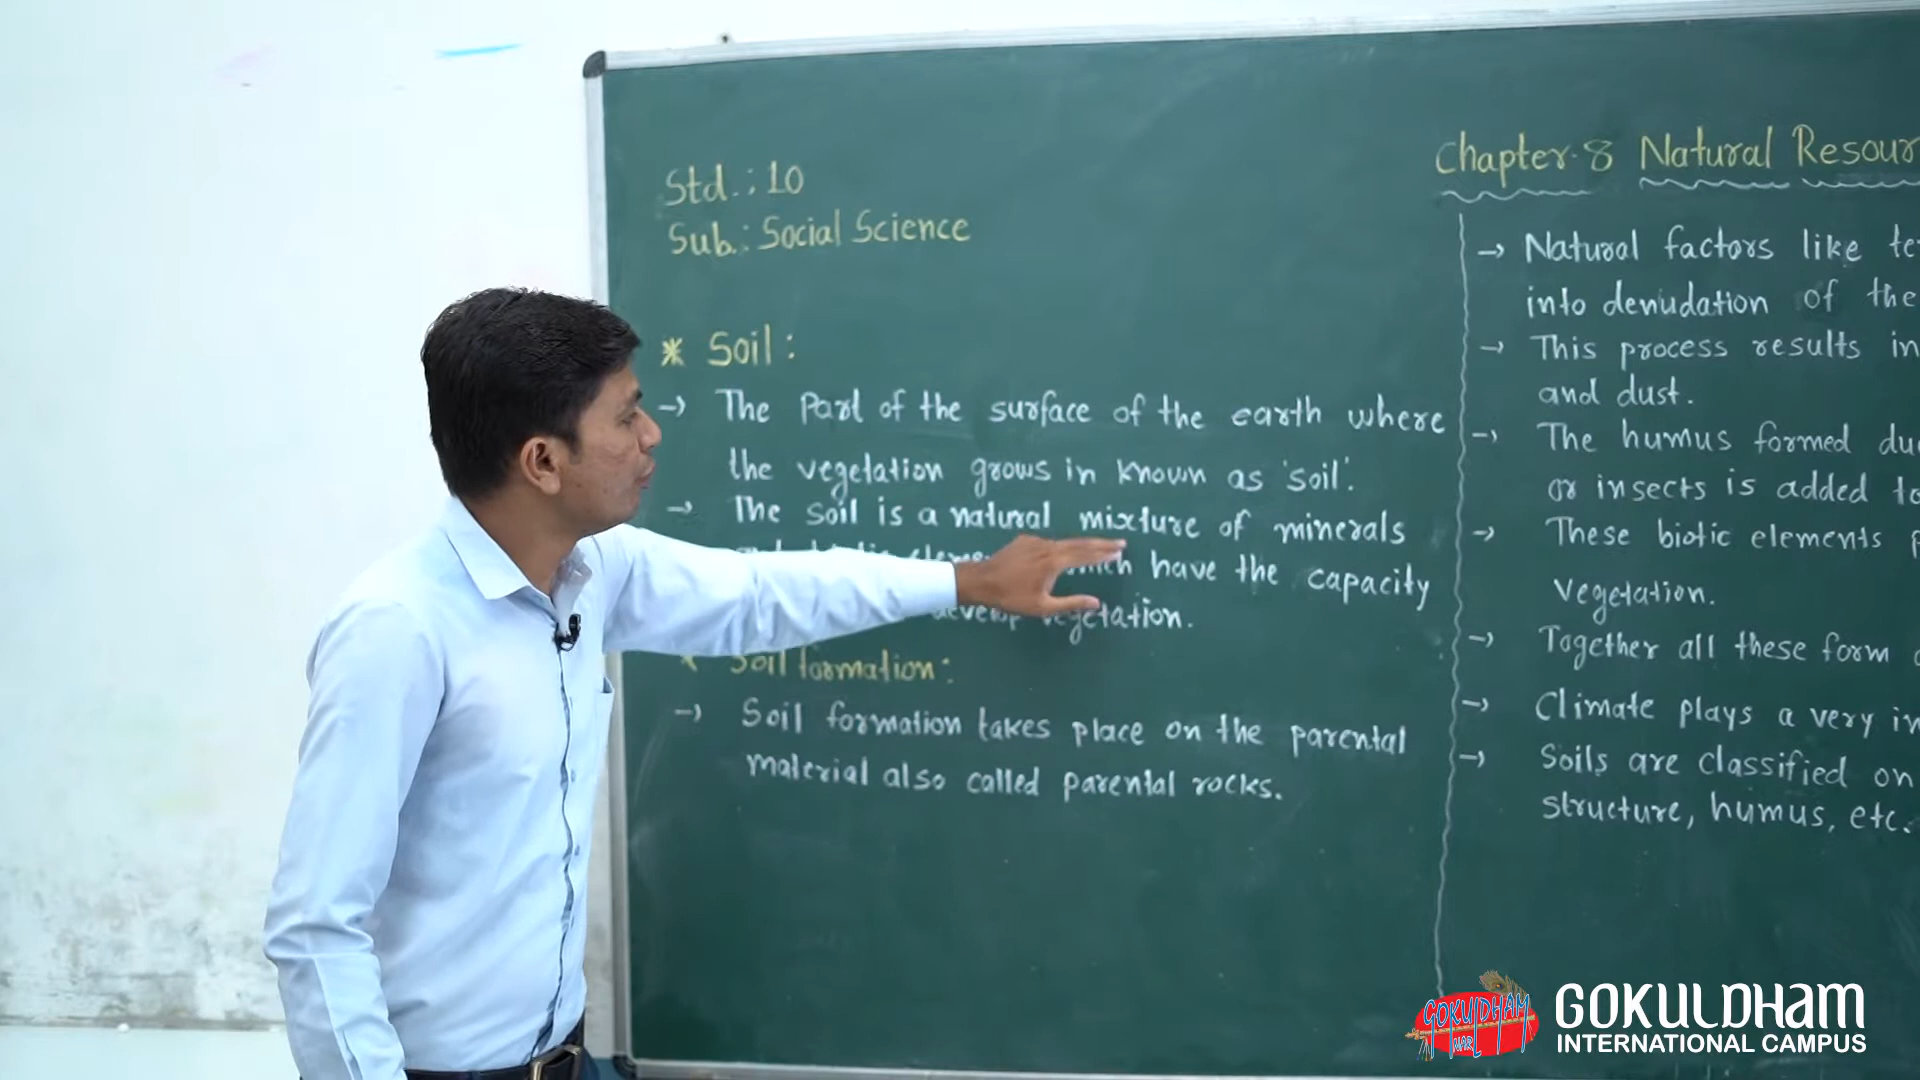 Std.: 10
Sub.: Social Science
* Soil :
→ The Part of the surface of the earth where
the vegetation grows in known as 'soil'.
→ The soil is a natural mixture of minerals
have the capacity
vegetation.
* Soil formation:
→ Soil formation takes place on the parental
material also called parental rocks.
Chapter-8 Natural
→ Natural factors like
into denudation of the
→ This process results in
and dust.
→ The humus formed
or insects is added to
→ These biotic elements
vegetation.
→ Together all these form
→ Climate plays a very
→ Soils are classified on
structure, humus, etc.
GOKULDHAM
NAR
GOKULDHAM
INTERNATIONAL CAMPUS